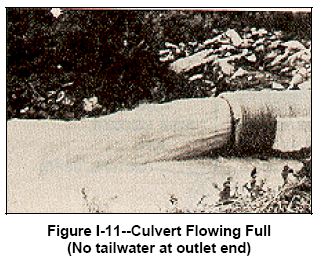 Figure I-11--Culvert Flowing Full
(No tailwater at outlet end)